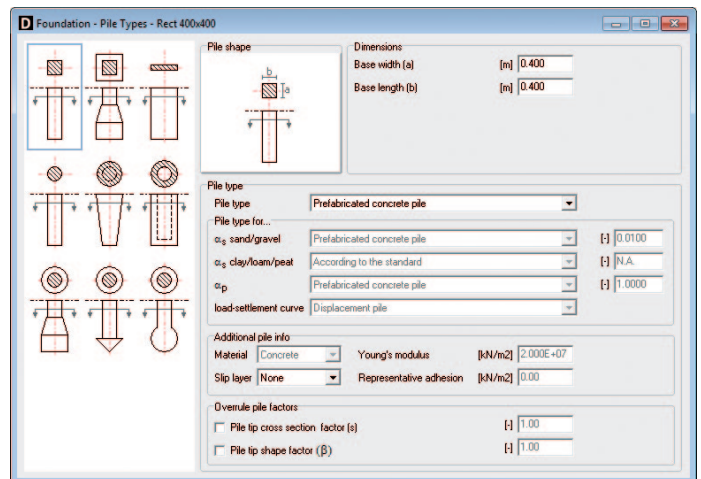 D Foundation - Pile Types - Rect 400x400
Pile shape
b
a
Dimensions
Base width (a) [m] 0.400
Base length (b) [m] 0.400
Pile type
Pile type Prefabricated concrete pile
Pile type for...
αs sand/gravel Prefabricated concrete pile [-] 0.0100
αs clay/loam/peat According to the standard [-] N.A.
αp Prefabricated concrete pile [-] 1.0000
load-settlement curve Displacement pile
Additional pile info
Material Concrete Young's modulus [kN/m2] 2.000E+07
Slip layer None Representative adhesion [kN/m2] 0.00
Overrule pile factors
Pile tip cross section factor (s) [-] 1.00
Pile tip shape factor (β) [-] 1.00